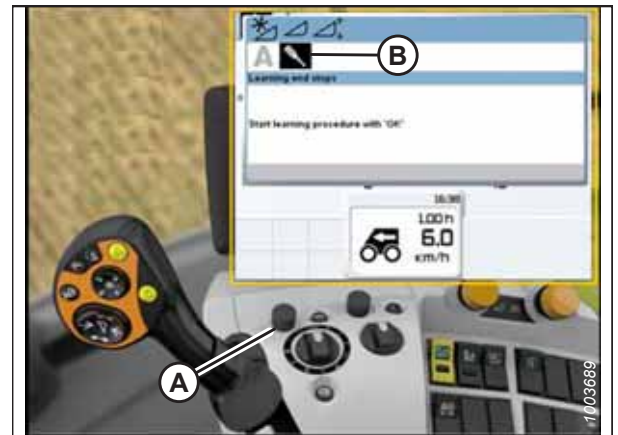 A
B
Learning end stops
Start learning procedure with 'OK'
16:30
1.00 h
6.0
km/h
A
1003689